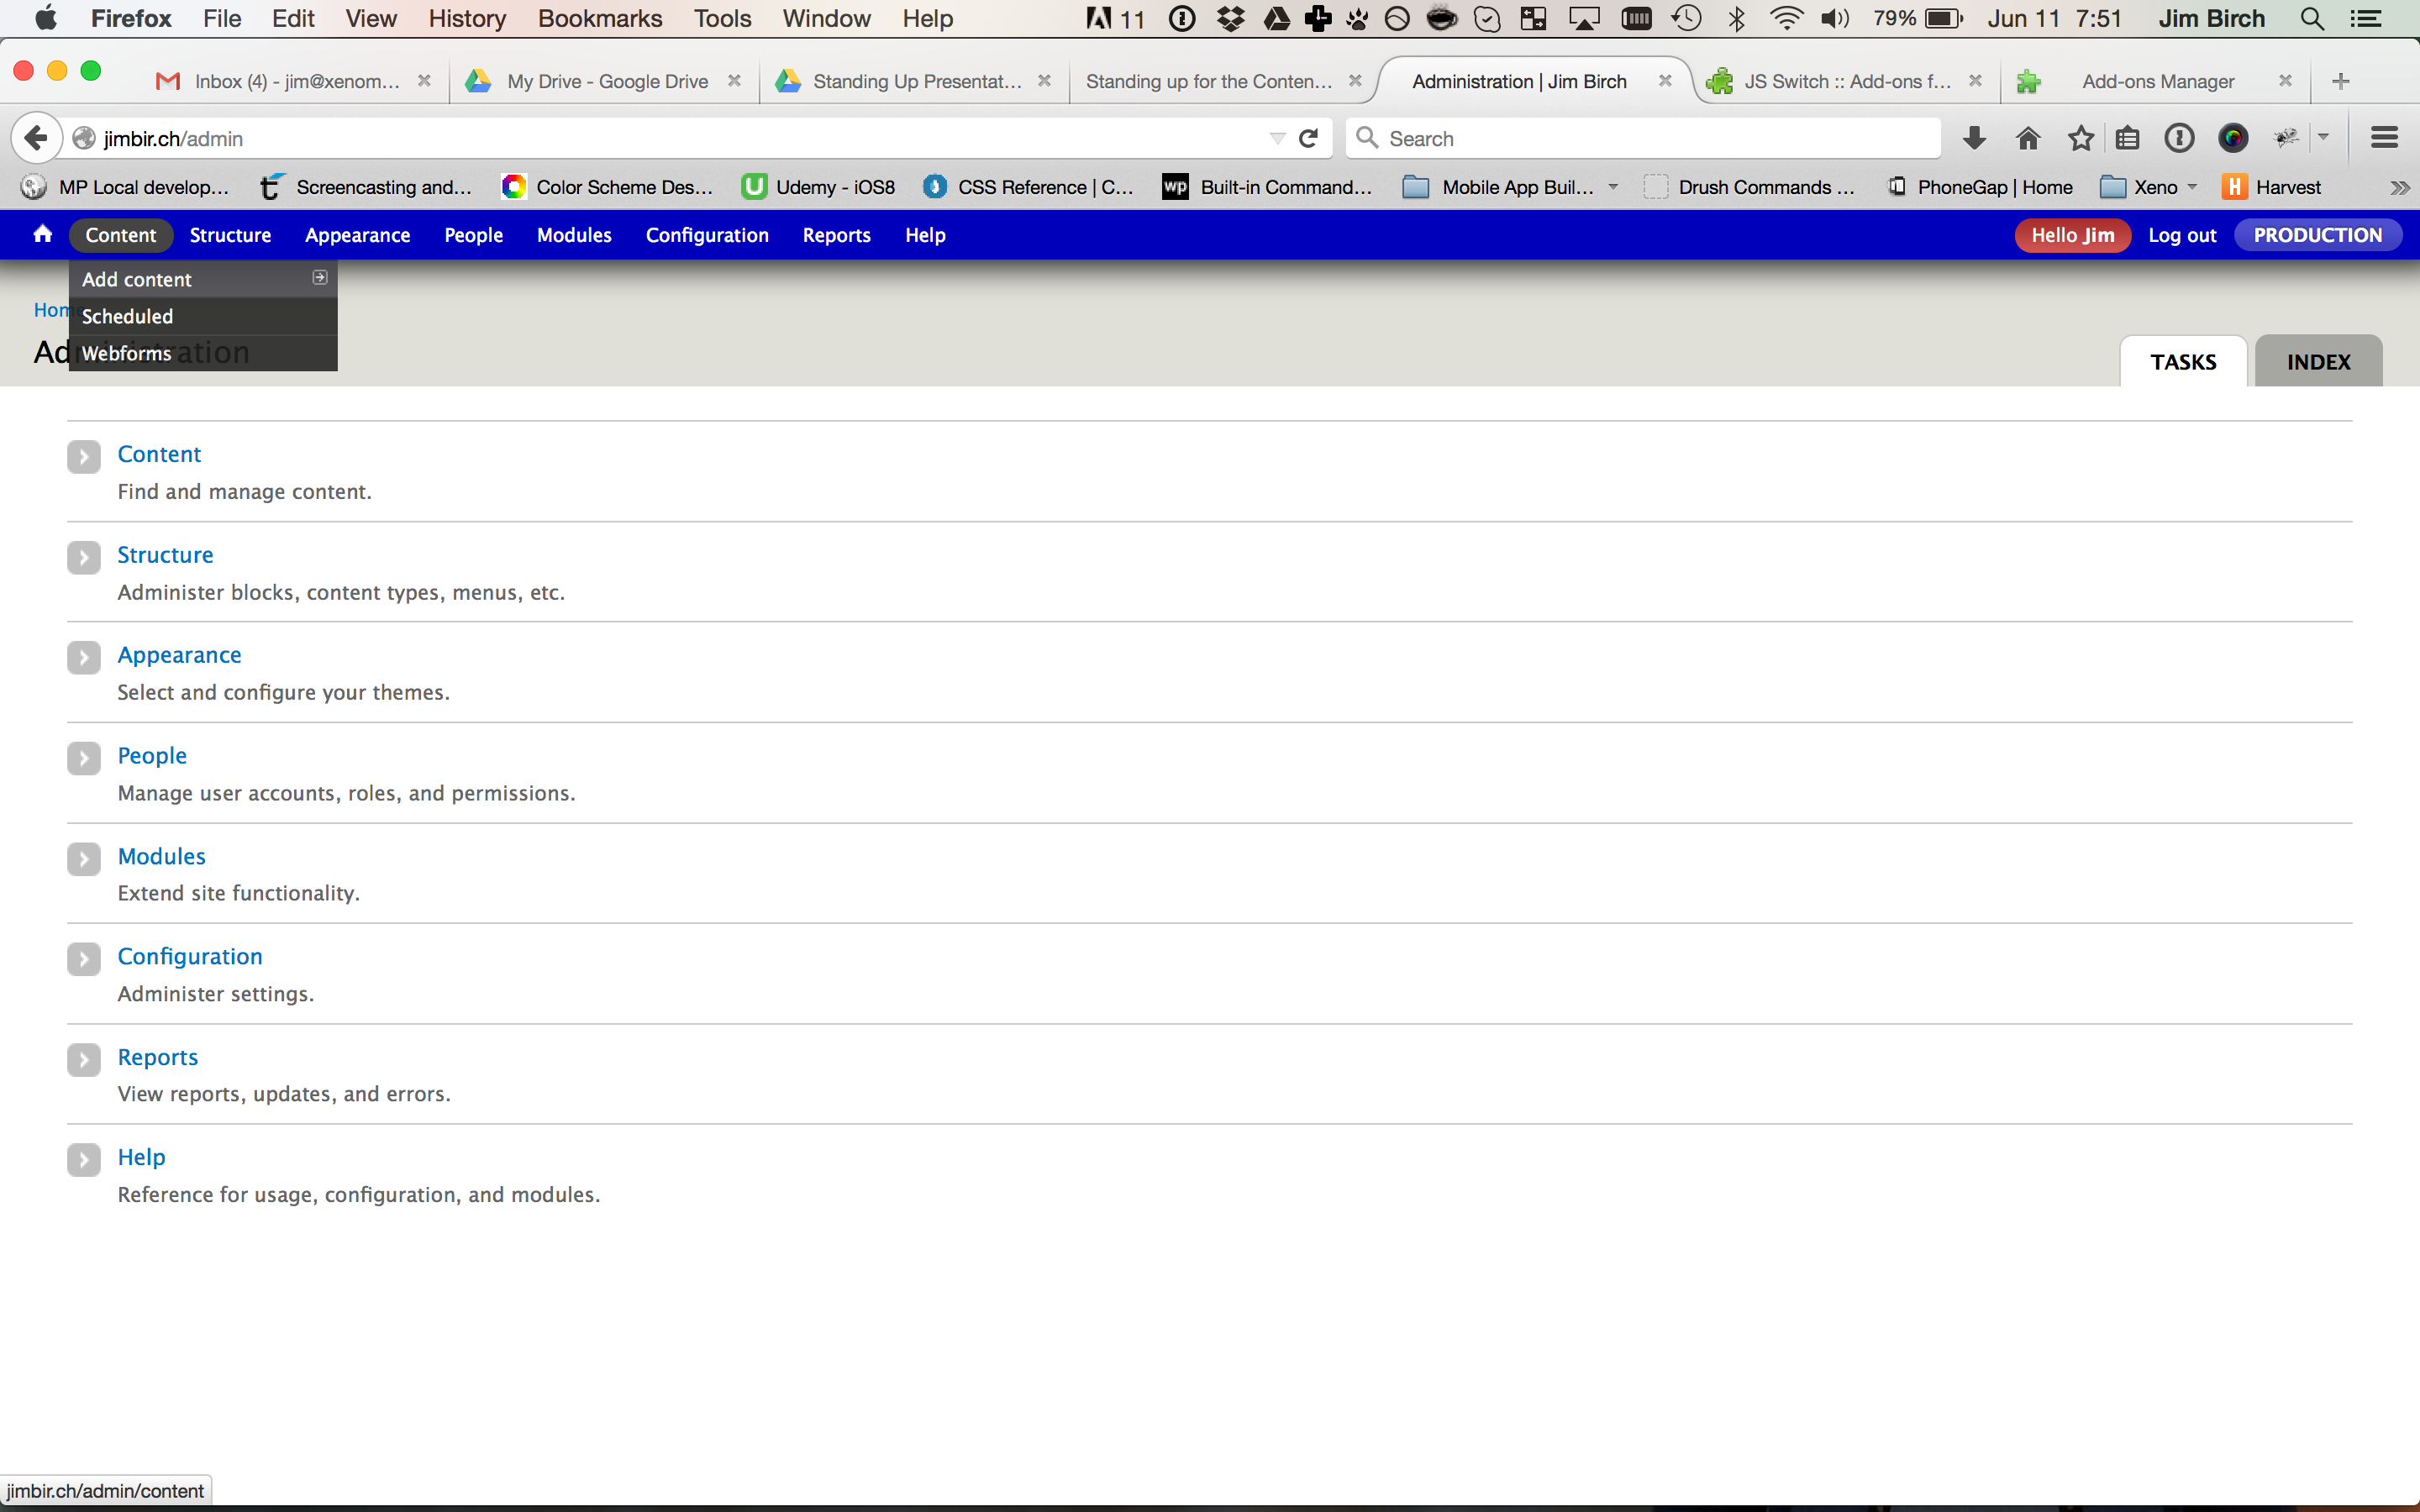 Firefox File Edit View History Bookmarks Tools Window Help 11 79% Jun 11 7:51 Jim Birch
Inbox (4) - jim@xenom... My Drive - Google Drive Standing Up Presentat... Standing up for the Conten... Administration | Jim Birch JS Switch :: Add-ons f... Add-ons Manager
jimbir.ch/admin Search
MP Local develop... Screencasting and... Color Scheme Des... Udemy - iOS8 CSS Reference | C... wp Built-in Command... Mobile App Buil... Drush Commands ... PhoneGap | Home Xeno H Harvest
Content Structure Appearance People Modules Configuration Reports Help Hello Jim Log out PRODUCTION
Add content
Home
Scheduled
Administration
Webforms
TASKS INDEX
Content
Find and manage content.
Structure
Administer blocks, content types, menus, etc.
Appearance
Select and configure your themes.
People
Manage user accounts, roles, and permissions.
Modules
Extend site functionality.
Configuration
Administer settings.
Reports
View reports, updates, and errors.
Help
Reference for usage, configuration, and modules.
jimbir.ch/admin/content